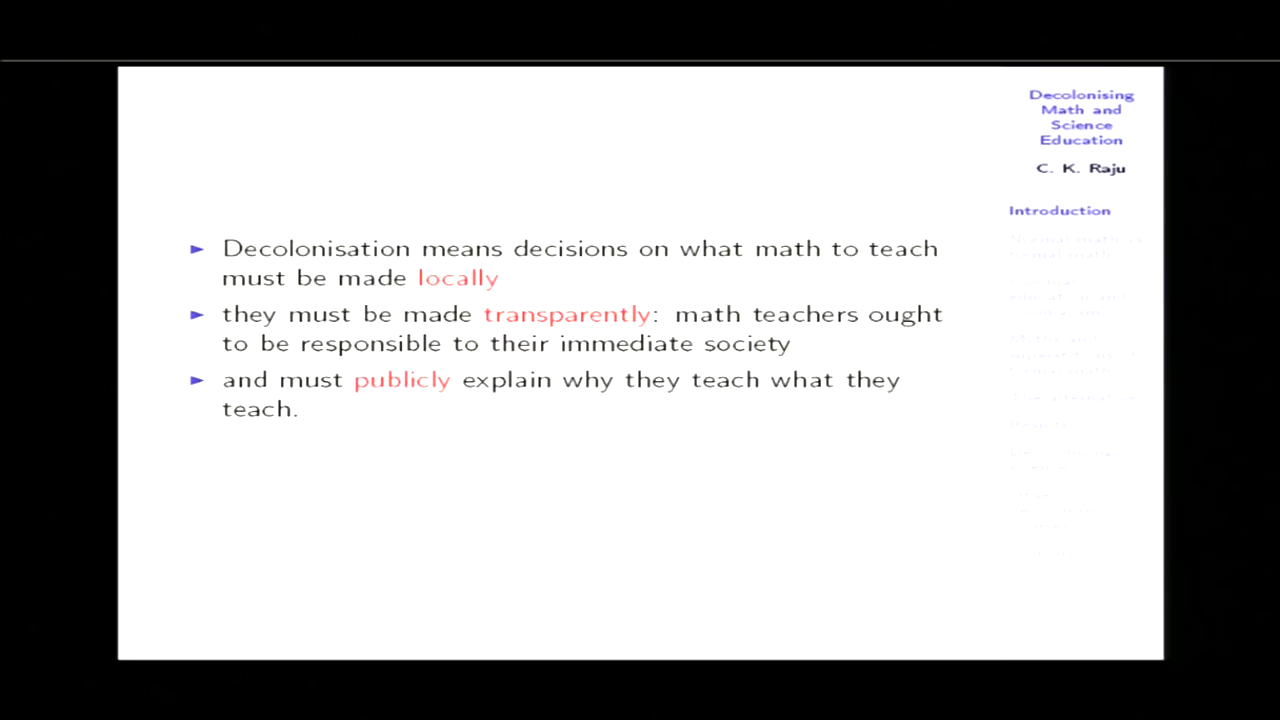 Decolonising
Math and
Science
Education
C. K. Raju
Introduction
► Decolonisation means decisions on what math to teach
must be made locally
► they must be made transparently: math teachers ought
to be responsible to their immediate society
► and must publicly explain why they teach what they
teach.